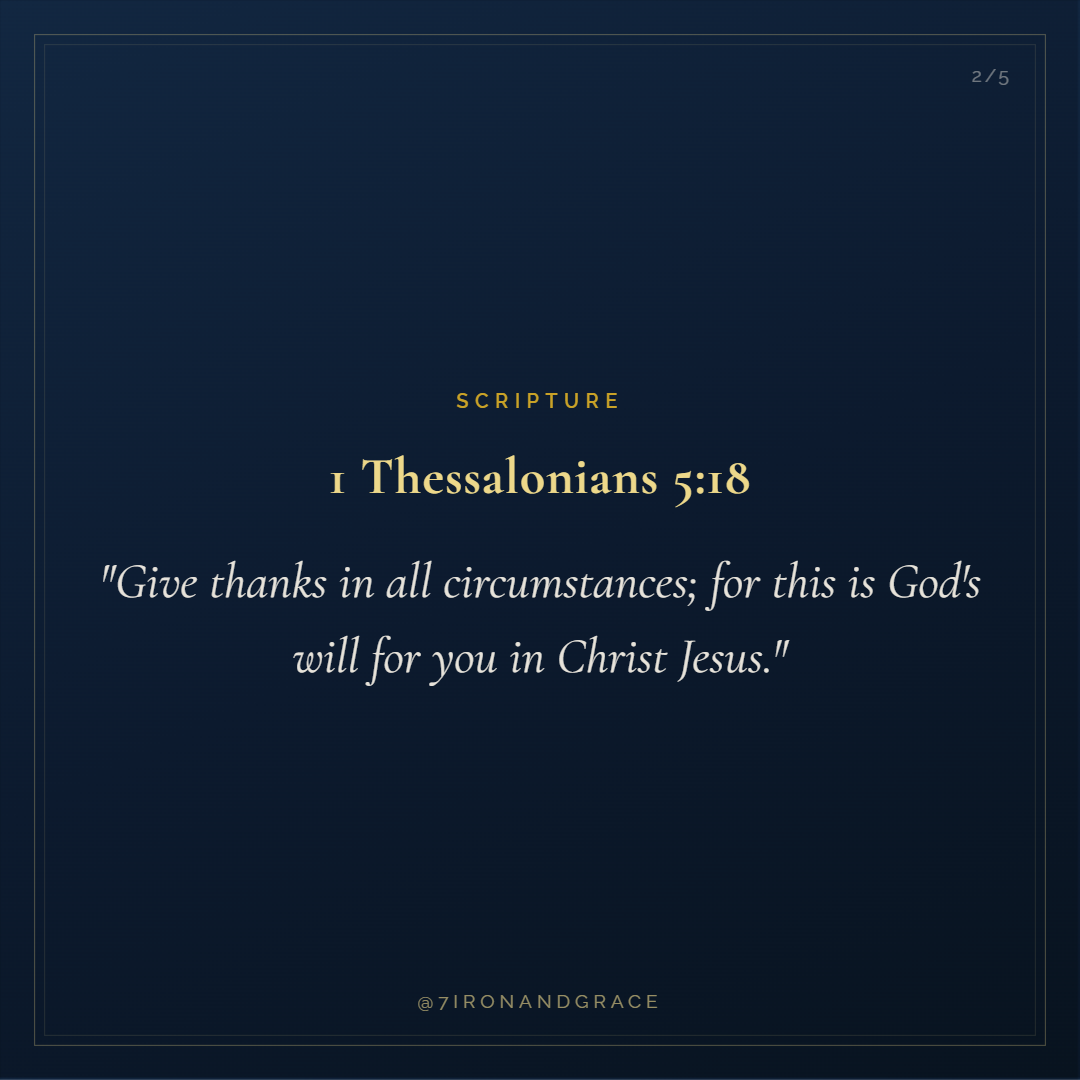 2/5
SCRIPTURE
1 Thessalonians 5:18
"Give thanks in all circumstances; for this is God's
will for you in Christ Jesus."
@7IRONANDGRACE